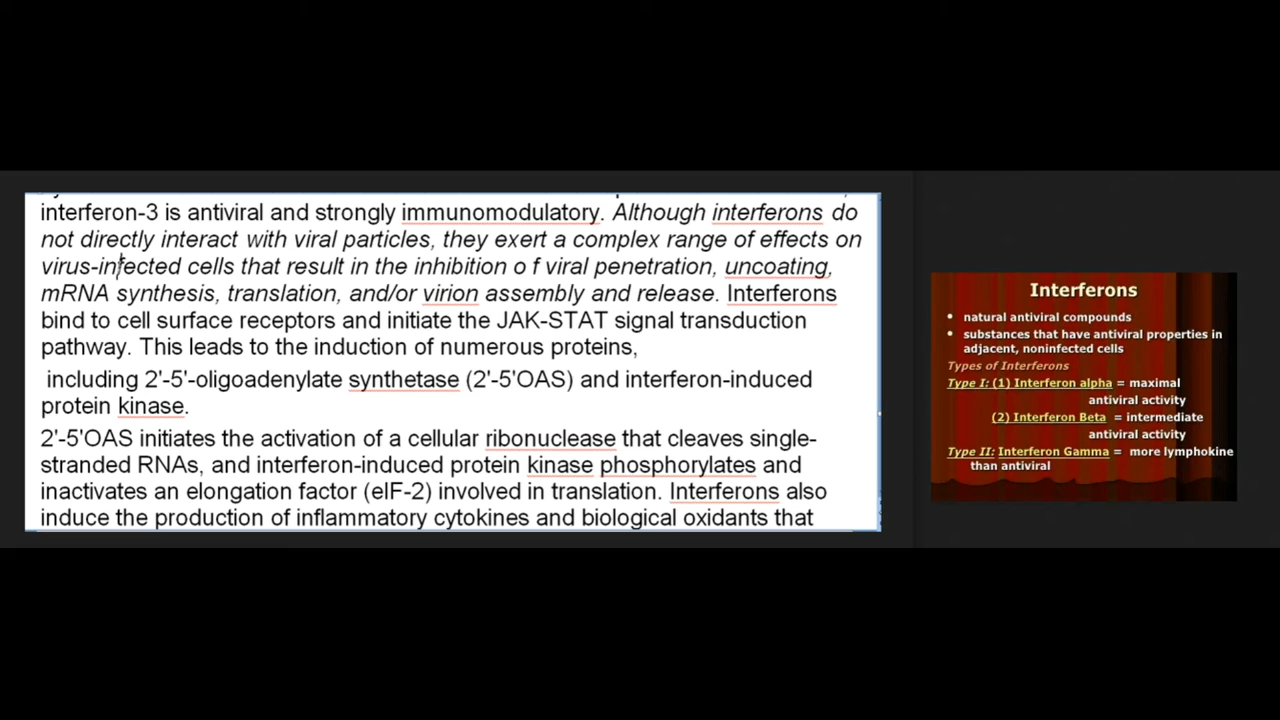 interferon-3 is antiviral and strongly immunomodulatory. Although interferons do
not directly interact with viral particles, they exert a complex range of effects on
virus-infected cells that result in the inhibition o f viral penetration, uncoating,
mRNA synthesis, translation, and/or virion assembly and release. Interferons
bind to cell surface receptors and initiate the JAK-STAT signal transduction
pathway. This leads to the induction of numerous proteins,
including 2'-5'-oligoadenylate synthetase (2'-5'OAS) and interferon-induced
protein kinase.
2'-5'OAS initiates the activation of a cellular ribonuclease that cleaves single-
stranded RNAs, and interferon-induced protein kinase phosphorylates and
inactivates an elongation factor (eIF-2) involved in translation. Interferons also
induce the production of inflammatory cytokines and biological oxidants that
Interferons
• natural antiviral compounds
• substances that have antiviral properties in
adjacent, noninfected cells
Types of Interferons
Type I: (1) Interferon alpha = maximal
antiviral activity
(2) Interferon Beta = intermediate
antiviral activity
Type II: Interferon Gamma = more lymphokine
than antiviral